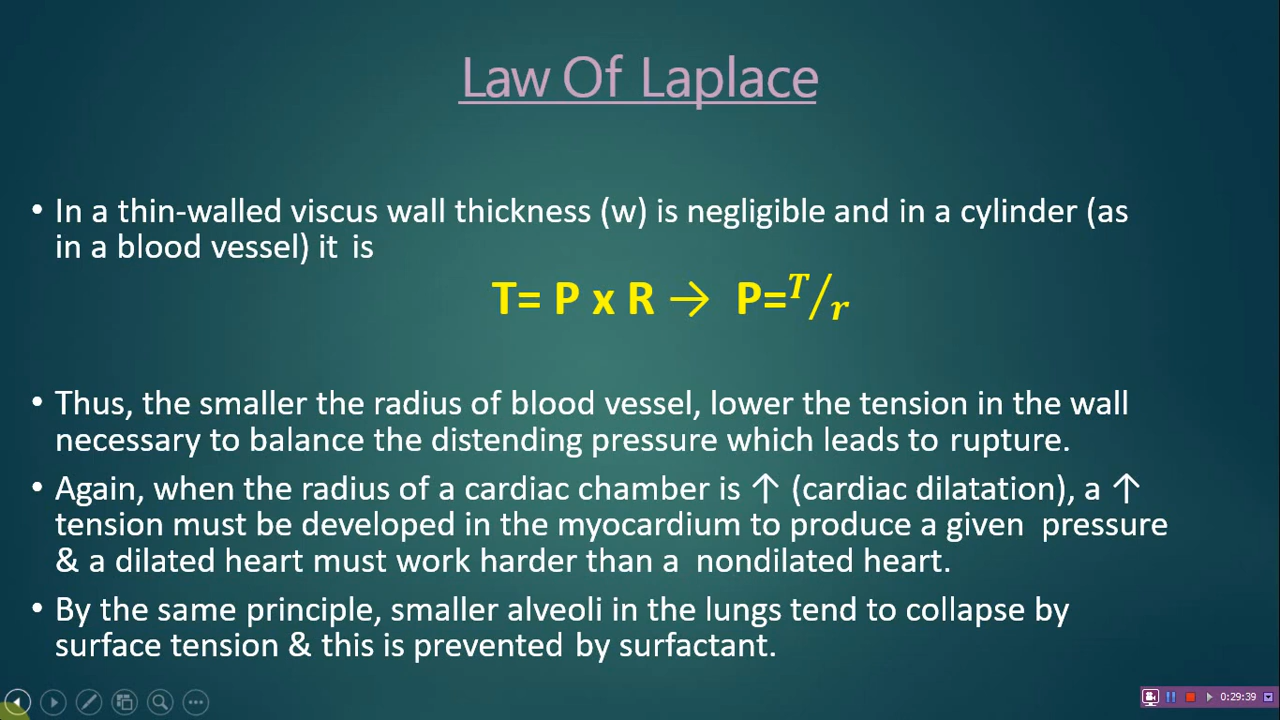 Law Of Laplace
• In a thin-walled viscus wall thickness (w) is negligible and in a cylinder (as
in a blood vessel) it is
T= P x R → P=T/r
• Thus, the smaller the radius of blood vessel, lower the tension in the wall
necessary to balance the distending pressure which leads to rupture.
• Again, when the radius of a cardiac chamber is ↑ (cardiac dilatation), a ↑
tension must be developed in the myocardium to produce a given pressure
& a dilated heart must work harder than a nondilated heart.
• By the same principle, smaller alveoli in the lungs tend to collapse by
surface tension & this is prevented by surfactant.
0:29:39